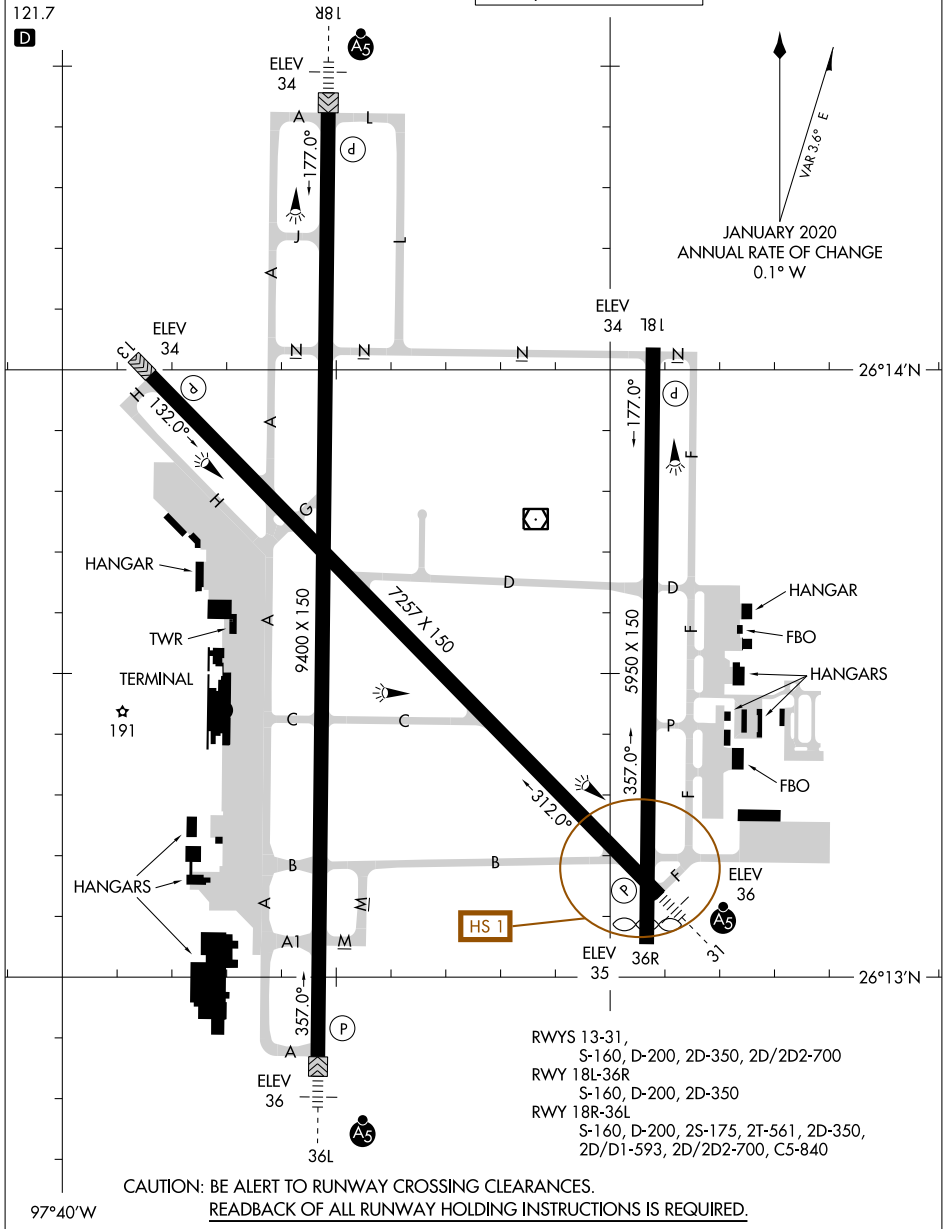 121.7
D
18R
A5
ELEV
34
A
L
177.0°
P
VAR 3.6° E
JANUARY 2020
ANNUAL RATE OF CHANGE
0.1° W
J
L
A
ELEV
34
18L
ELEV
34
13
N
N
N
N
26°14'N
P
H
132.0°
P
177.0°
A
F
H
G
HANGAR
D
D
HANGAR
TWR
A
9400 X 150
7257 X 150
5950 X 150
F
FBO
TERMINAL
HANGARS
191
C
C
P
357.0°
F
FBO
312.0°
B
B
ELEV
36
HANGARS
A
M
P
F
A5
HS 1
A1
M
ELEV
35
36R
31
26°13'N
357.0°
P
A
ELEV
36
A5
36L
RWYS 13-31,
S-160, D-200, 2D-350, 2D/2D2-700
RWY 18L-36R
S-160, D-200, 2D-350
RWY 18R-36L
S-160, D-200, 2S-175, 2T-561, 2D-350,
2D/D1-593, 2D/2D2-700, C5-840
CAUTION: BE ALERT TO RUNWAY CROSSING CLEARANCES.
READBACK OF ALL RUNWAY HOLDING INSTRUCTIONS IS REQUIRED.
97°40'W